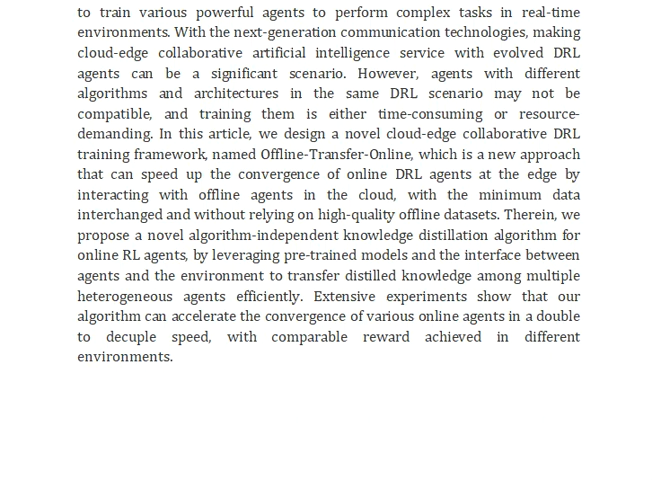 to train various powerful agents to perform complex tasks in real-time
environments. With the next-generation communication technologies, making
cloud-edge collaborative artificial intelligence service with evolved DRL
agents can be a significant scenario. However, agents with different
algorithms and architectures in the same DRL scenario may not be
compatible, and training them is either time-consuming or resource-
demanding. In this article, we design a novel cloud-edge collaborative DRL
training framework, named Offline-Transfer-Online, which is a new approach
that can speed up the convergence of online DRL agents at the edge by
interacting with offline agents in the cloud, with the minimum data
interchanged and without relying on high-quality offline datasets. Therein, we
propose a novel algorithm-independent knowledge distillation algorithm for
online RL agents, by leveraging pre-trained models and the interface between
agents and the environment to transfer distilled knowledge among multiple
heterogeneous agents efficiently. Extensive experiments show that our
algorithm can accelerate the convergence of various online agents in a double
to decuple speed, with comparable reward achieved in different
environments.